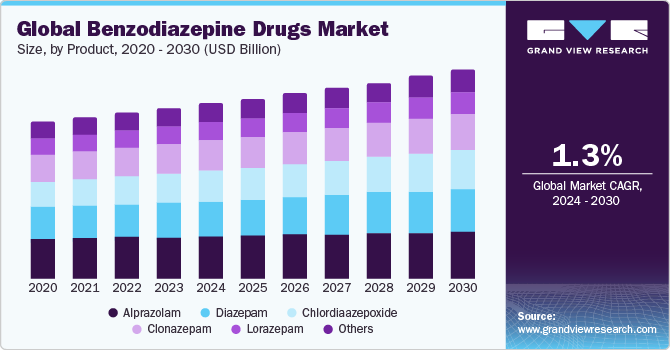 Global Benzodiazepine Drugs Market
Size, by Product, 2020 - 2030 (USD Billion)
2020 2021 2022 2023 2024 2025 2026 2027 2028 2029 2030
Alprazolam Diazepam Chlordiaazepoxide
Clonazepam Lorazepam Others
GRAND VIEW RESEARCH
1.3%
Global Market CAGR,
2024 - 2030
Source:
www.grandviewresearch.com